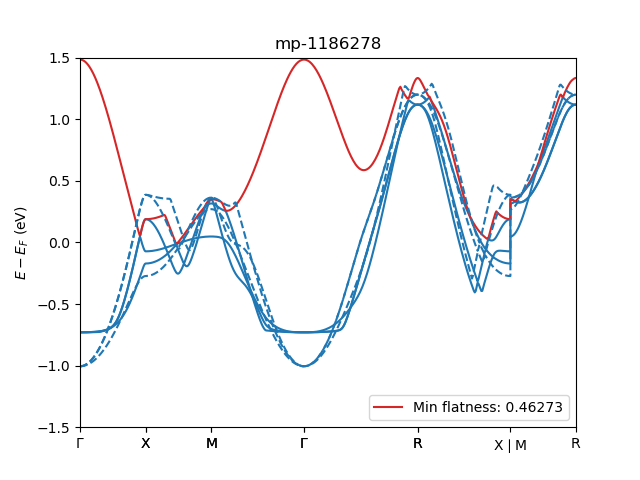 mp-1186278
E − E_F (eV)
1.5
1.0
0.5
0.0
−0.5
−1.0
−1.5
Min flatness: 0.46273
Γ X M Γ R X | M R